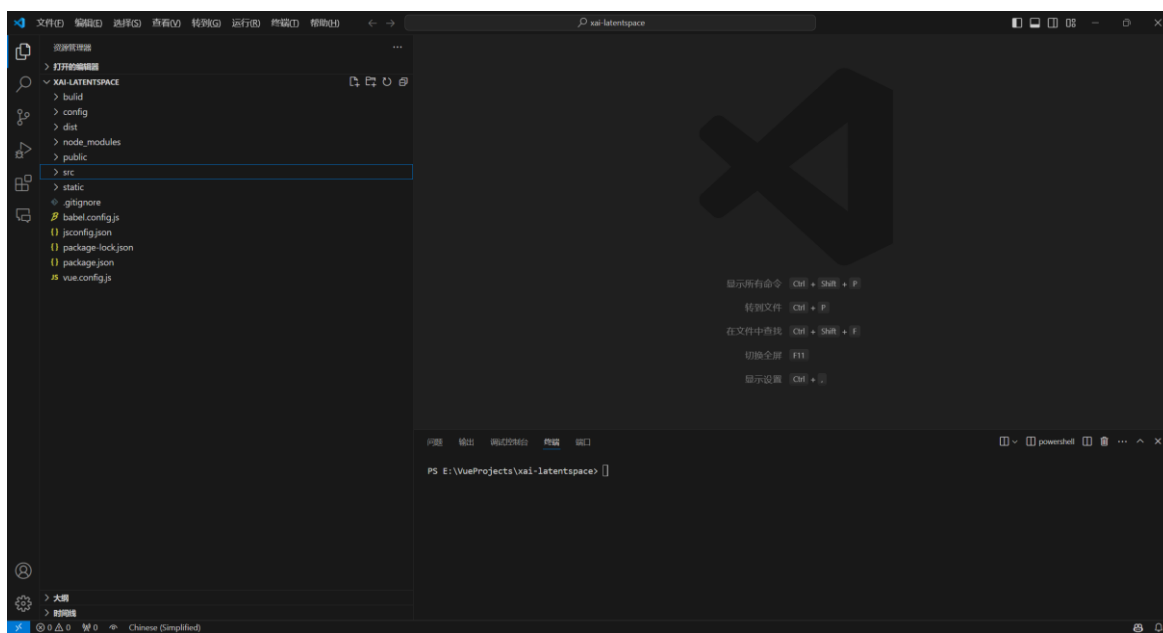 文件(F) 编辑(E) 选择(S) 查看(V) 转到(G) 运行(R) 终端(T) 帮助(H) ← → xai-latentspace
资源管理器 ···
> 打开的编辑器
XAI-LATENTSPACE
> bulid
> config
> dist
> node_modules
> public
> src
> static
.gitignore
babel.config.js
{} jsconfig.json
{} package-lock.json
{} package.json
JS vue.config.js
显示所有命令 Ctrl + Shift + P
转到文件 Ctrl + P
在文件中查找 Ctrl + Shift + F
切换全屏 F11
显示设置 Ctrl + ,
问题 输出 调试控制台 终端 端口 powershell ···
PS E:\VueProjects\xai-latentspace>
> 大纲
> 时间线
0 0 0 Chinese (Simplified)